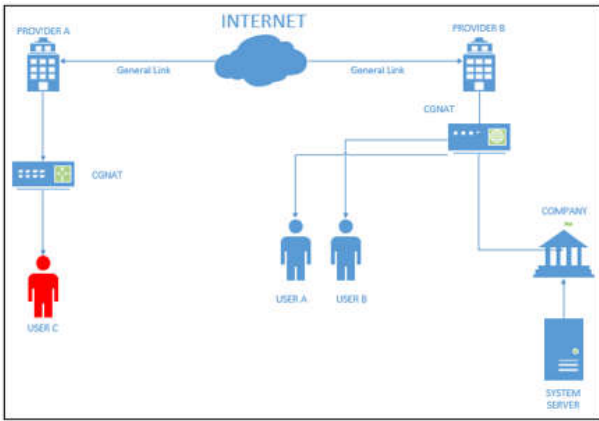 INTERNET
PROVIDER A
PROVIDER B
General Link
General Link
CGNAT
CGNAT
COMPANY
USER A
USER B
USER C
SYSTEM
SERVER